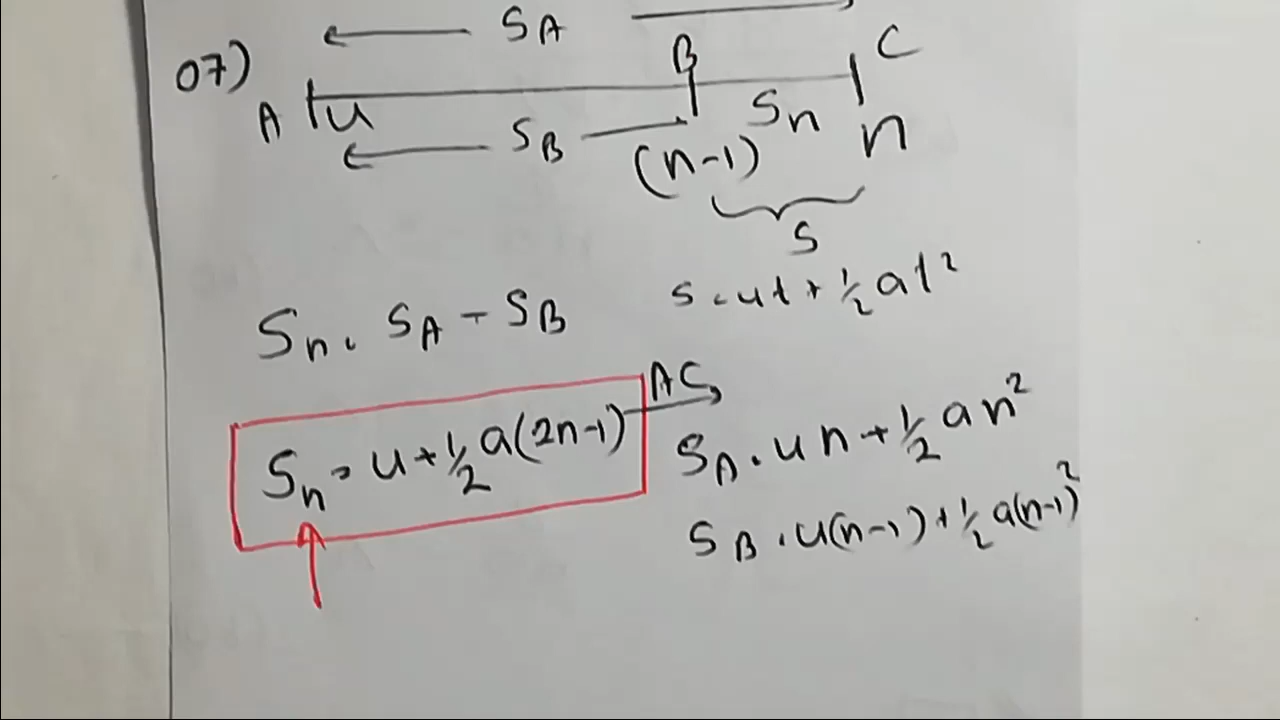 07)
S_A
B
C
A
u
S_B
(n-1)
S_n
n
S
S_n = S_A - S_B
s = ut + ½at²
S_n = u + ½a(2n-1)
AC
S_A = un + ½an²
S_B = u(n-1) + ½a(n-1)²